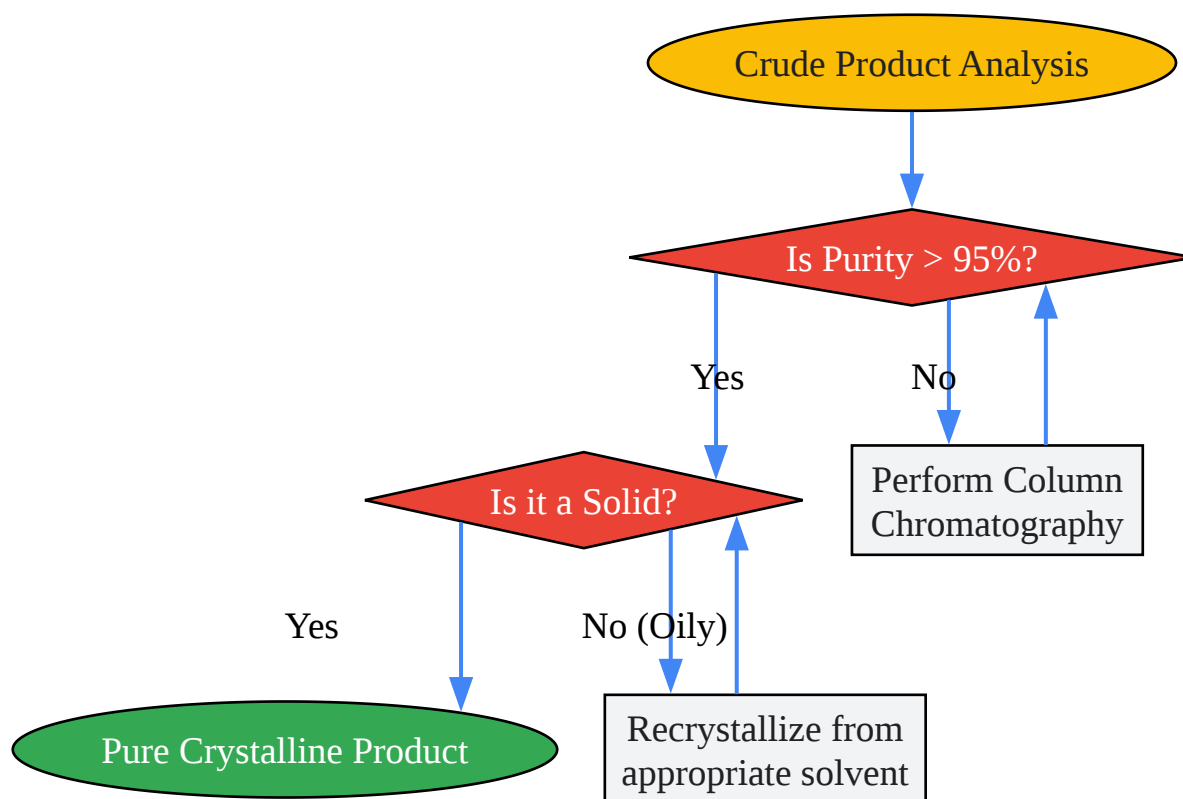 Crude Product Analysis
Is Purity > 95%?
Yes
No
Perform Column
Chromatography
Is it a Solid?
Yes
No (Oily)
Recrystallize from
appropriate solvent
Pure Crystalline Product